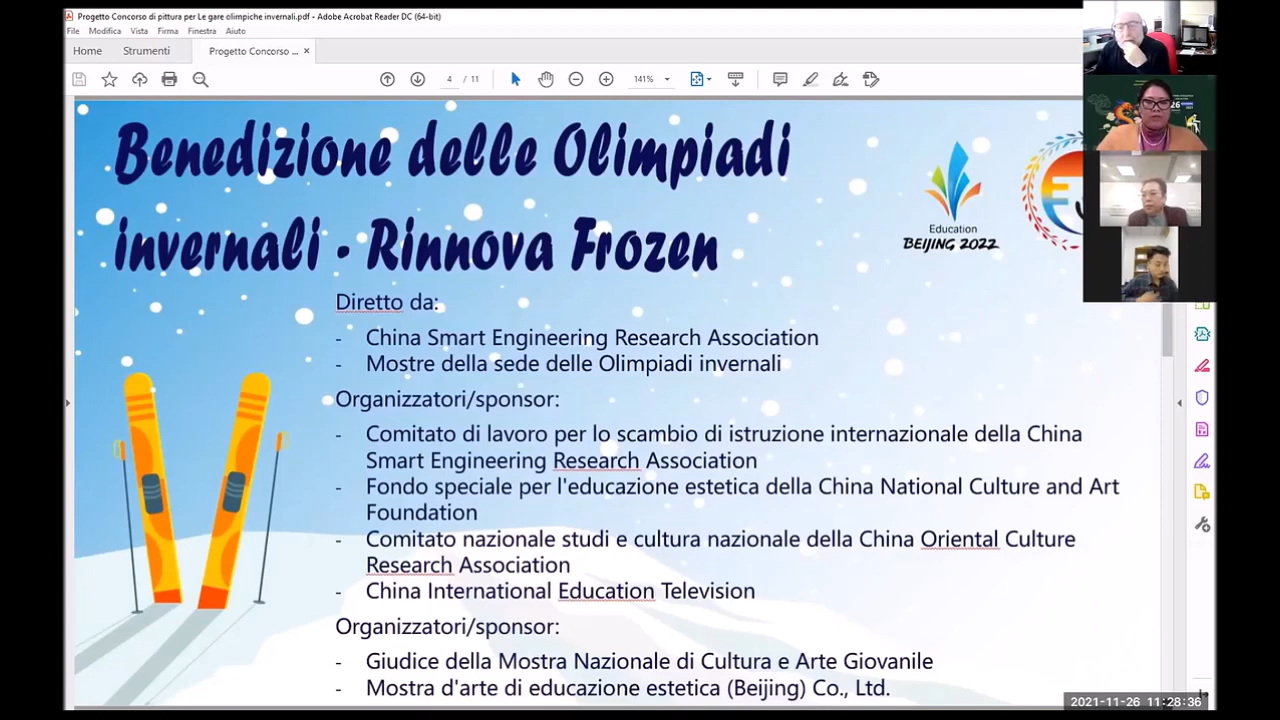 Progetto Concorso di pittura per Le gare olimpiche invernali.pdf - Adobe Acrobat Reader DC (64-bit)
File Modifica Vista Firma Finestra Aiuto
Home Strumenti Progetto Concorso ... ×
4 / 11 141%
Benedizione delle Olimpiadi
invernali - Rinnova Frozen
Education
BEIJING 2022
26
Diretto da:
- China Smart Engineering Research Association
- Mostre della sede delle Olimpiadi invernali
Organizzatori/sponsor:
- Comitato di lavoro per lo scambio di istruzione internazionale della China
Smart Engineering Research Association
- Fondo speciale per l'educazione estetica della China National Culture and Art
Foundation
- Comitato nazionale studi e cultura nazionale della China Oriental Culture
Research Association
- China International Education Television
Organizzatori/sponsor:
- Giudice della Mostra Nazionale di Cultura e Arte Giovanile
- Mostra d'arte di educazione estetica (Beijing) Co., Ltd.
2021-11-26 11:28:36